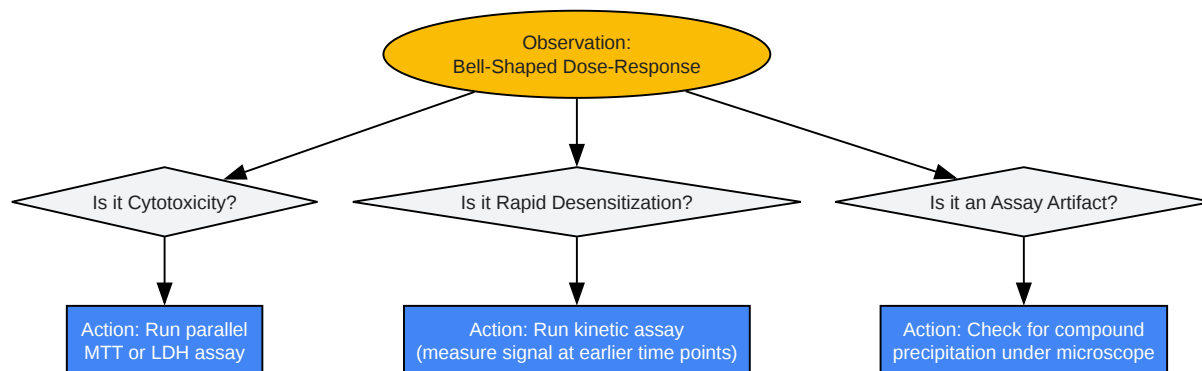 Observation:
Bell-Shaped Dose-Response
Is it Cytotoxicity?
Is it Rapid Desensitization?
Is it an Assay Artifact?
Action: Run parallel
MTT or LDH assay
Action: Run kinetic assay
(measure signal at earlier time points)
Action: Check for compound
precipitation under microscope